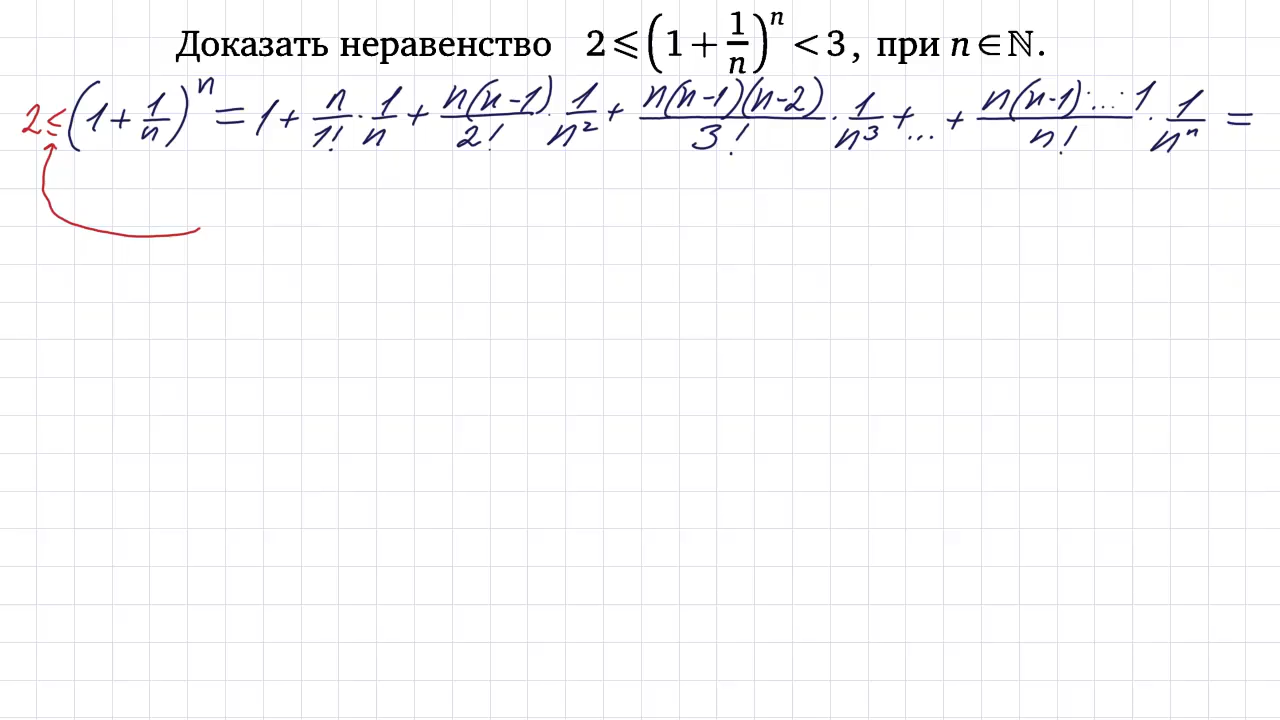 Доказать неравенство 2 ⩽ (1 + 1/n)^n < 3, при n ∈ ℕ.
2 ≤ (1 + 1/n)^n = 1 + n/1! · 1/n + n(n-1)/2! · 1/n² + n(n-1)(n-2)/3! · 1/n³ + ... + n(n-1)·...·1/n! · 1/nⁿ =